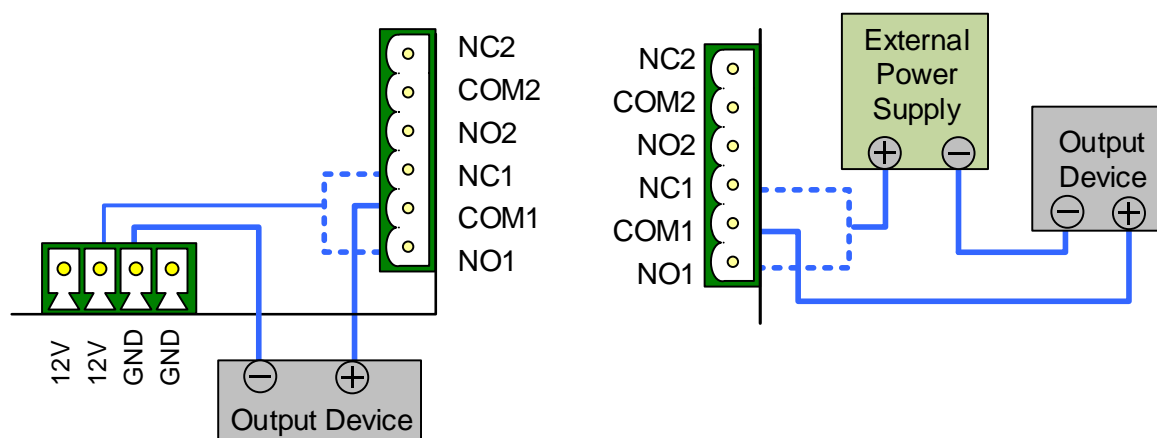 NC2
COM2
NO2
NC1
COM1
NO1
12V
12V
GND
GND
Output Device
NC2
COM2
NO2
NC1
COM1
NO1
External
Power
Supply
Output
Device